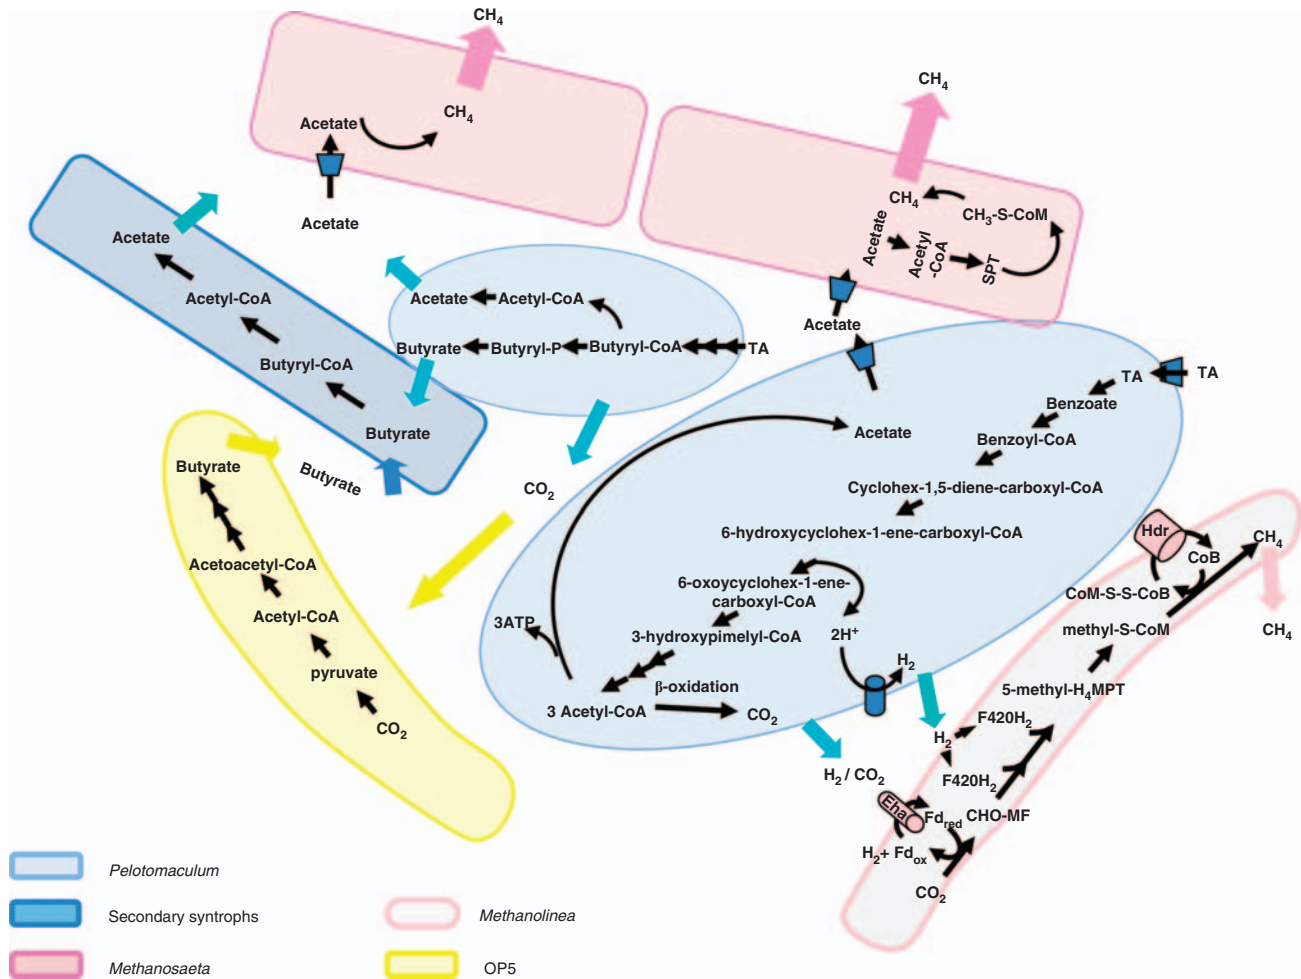 CH4
CH4
Acetate
Acetate
CH4
CH4
Acetate
Acetyl
-CoA
SPT
CH3-S-CoM
Acetate
Acetate
Acetyl-CoA
Butyryl-CoA
Butyrate
Butyrate
Acetate
Acetyl-CoA
Butyrate
Butyryl-P
Butyryl-CoA
TA
CO2
TA
TA
Benzoate
Benzoyl-CoA
Cyclohex-1,5-diene-carboxyl-CoA
6-hydroxycyclohex-1-ene-carboxyl-CoA
6-oxoycyclohex-1-ene-
carboxyl-CoA
3-hydroxypimelyl-CoA
β-oxidation
3 Acetyl-CoA
CO2
3ATP
Acetate
2H+
H2
H2 / CO2
Butyrate
Acetoacetyl-CoA
Acetyl-CoA
pyruvate
CO2
Hdr
CoB
CH4
CoM-S-S-CoB
methyl-S-CoM
CH4
5-methyl-H4MPT
H2
F420H2
F420H2
Eha
Fdred
CHO-MF
H2+ Fdox
CO2
Pelotomaculum
Secondary syntrophs
Methanosaeta
Methanolinea
OP5